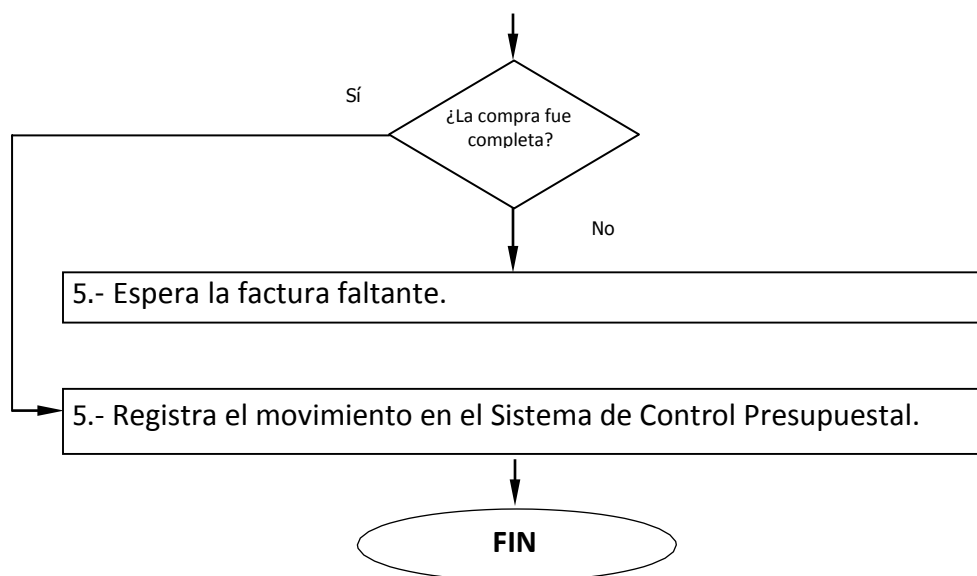 Sí
¿La compra fue
completa?
No
5.- Espera la factura faltante.
5.- Registra el movimiento en el Sistema de Control Presupuestal.
FIN